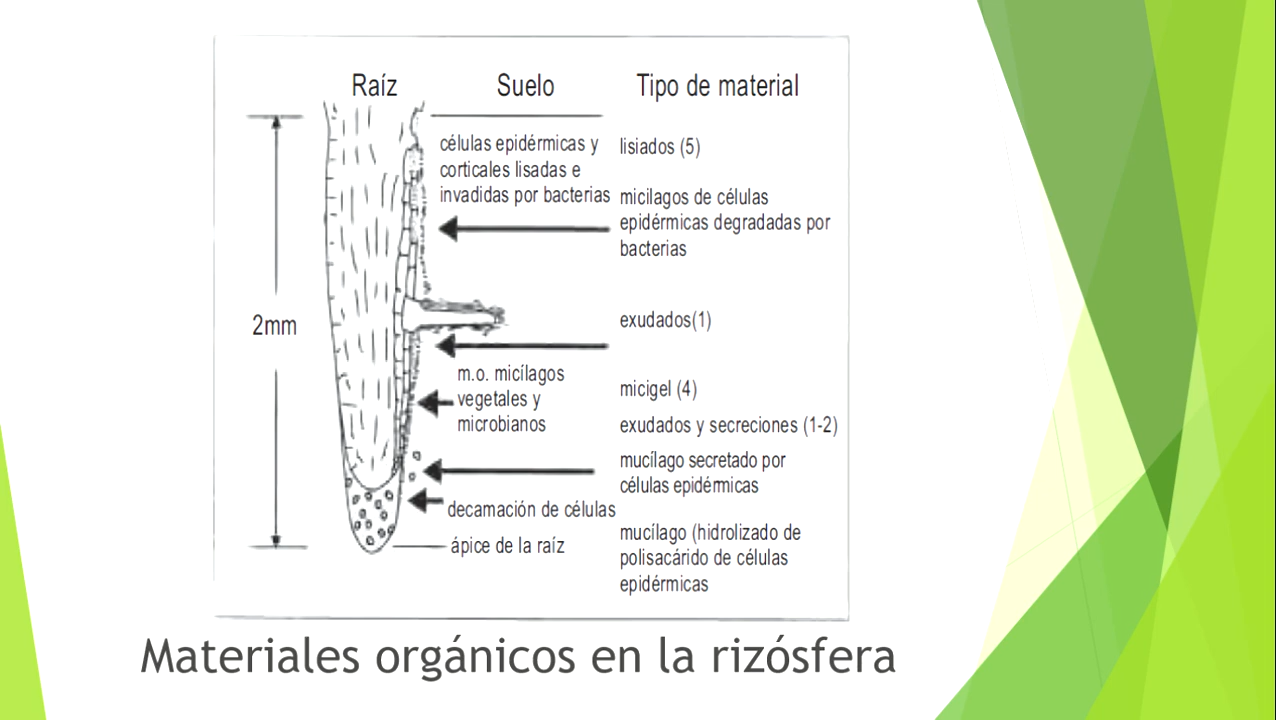 Raíz Suelo Tipo de material
células epidérmicas y
corticales lisadas e
invadidas por bacterias
lisiados (5)
micilagos de células
epidérmicas degradadas por
bacterias
2mm
exudados(1)
m.o. micílagos
vegetales y
microbianos
micigel (4)
exudados y secreciones (1-2)
mucílago secretado por
células epidérmicas
decamación de células
ápice de la raíz
mucílago (hidrolizado de
polisacárido de células
epidérmicas
Materiales orgánicos en la rizósfera